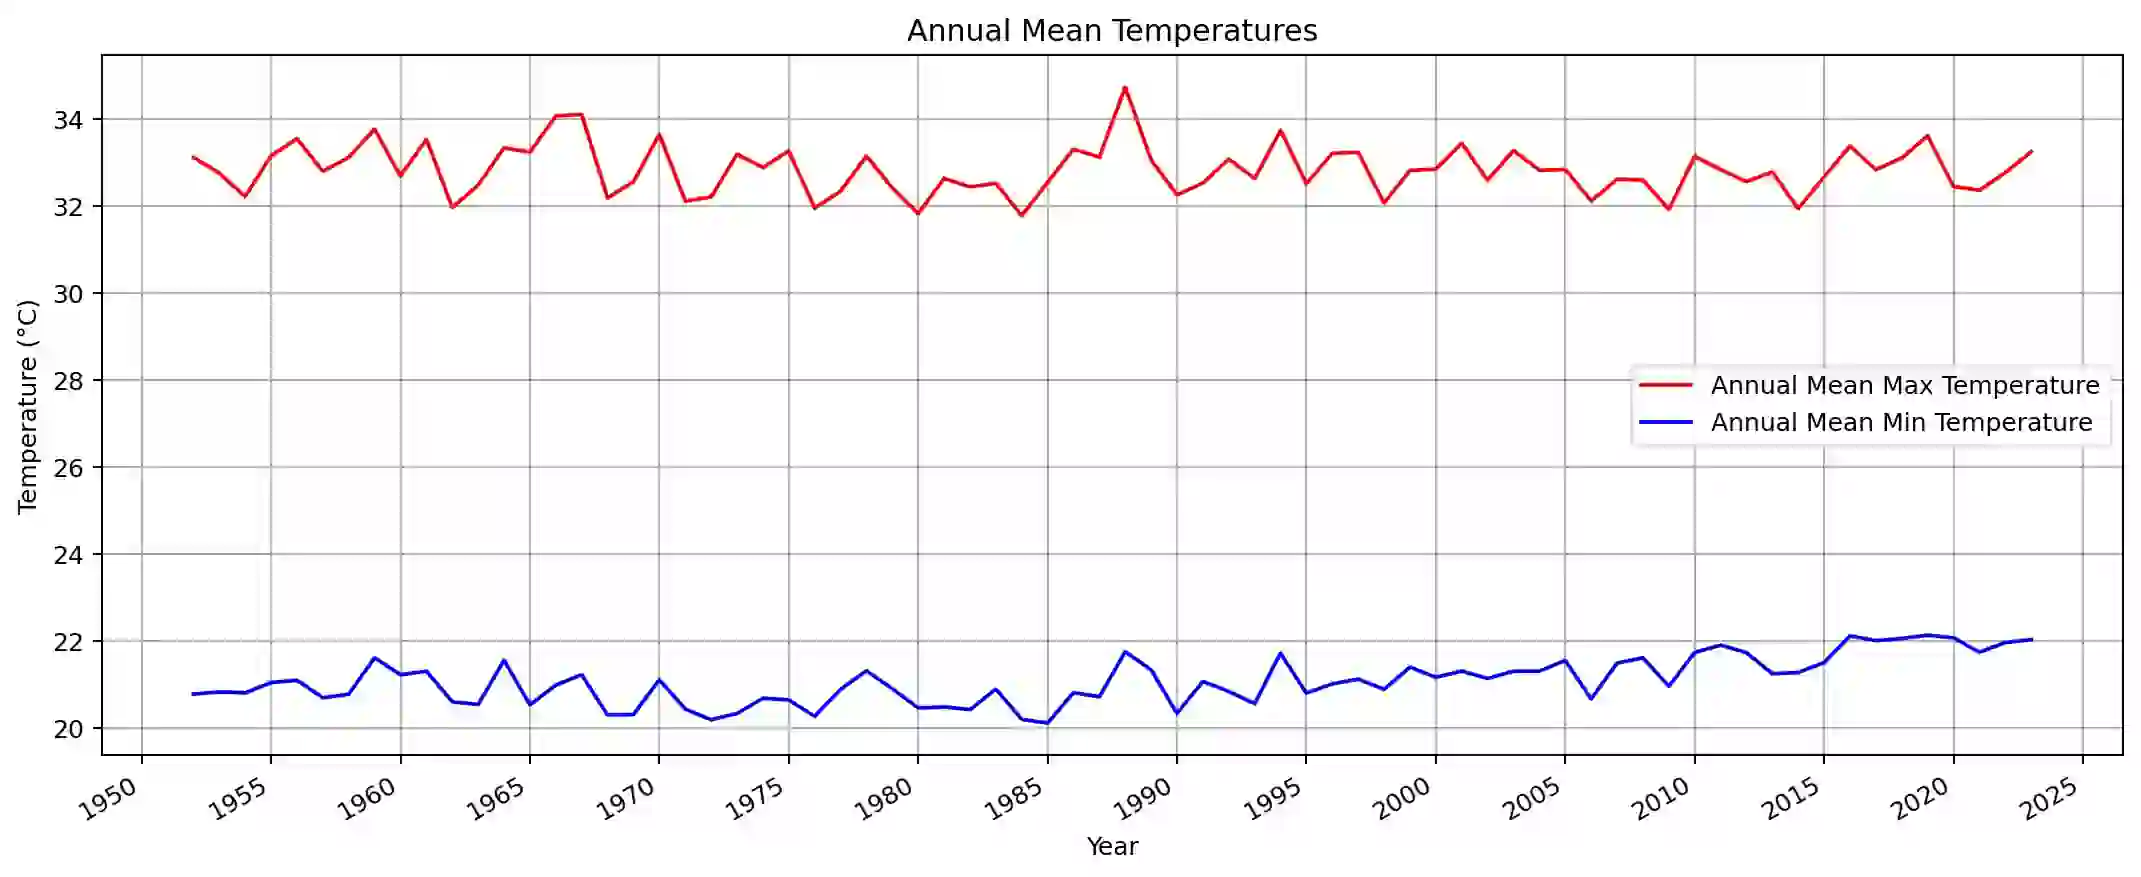 Annual Mean Temperatures
34
32
30
28
26
24
22
20
Temperature (°C)
Annual Mean Max Temperature
Annual Mean Min Temperature
1950 1955 1960 1965 1970 1975 1980 1985 1990 1995 2000 2005 2010 2015 2020 2025
Year